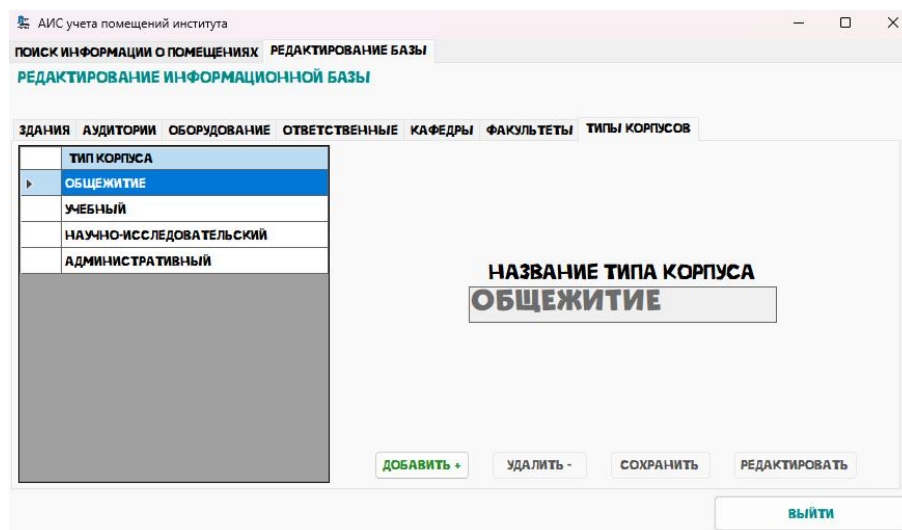 АИС учета помещений института
ПОИСК ИНФОРМАЦИИ О ПОМЕЩЕНИЯХ РЕДАКТИРОВАНИЕ БАЗЫ
РЕДАКТИРОВАНИЕ ИНФОРМАЦИОННОЙ БАЗЫ
ЗДАНИЯ АУДИТОРИИ ОБОРУДОВАНИЕ ОТВЕТСТВЕННЫЕ КАФЕДРЫ ФАКУЛЬТЕТЫ ТИПЫ КОРПУСОВ
ТИП КОРПУСА
ОБЩЕЖИТИЕ
УЧЕБНЫЙ
НАУЧНО-ИССЛЕДОВАТЕЛЬСКИЙ
АДМИНИСТРАТИВНЫЙ
НАЗВАНИЕ ТИПА КОРПУСА
ОБЩЕЖИТИЕ
ДОБАВИТЬ + УДАЛИТЬ - СОХРАНИТЬ РЕДАКТИРОВАТЬ
ВЫЙТИ